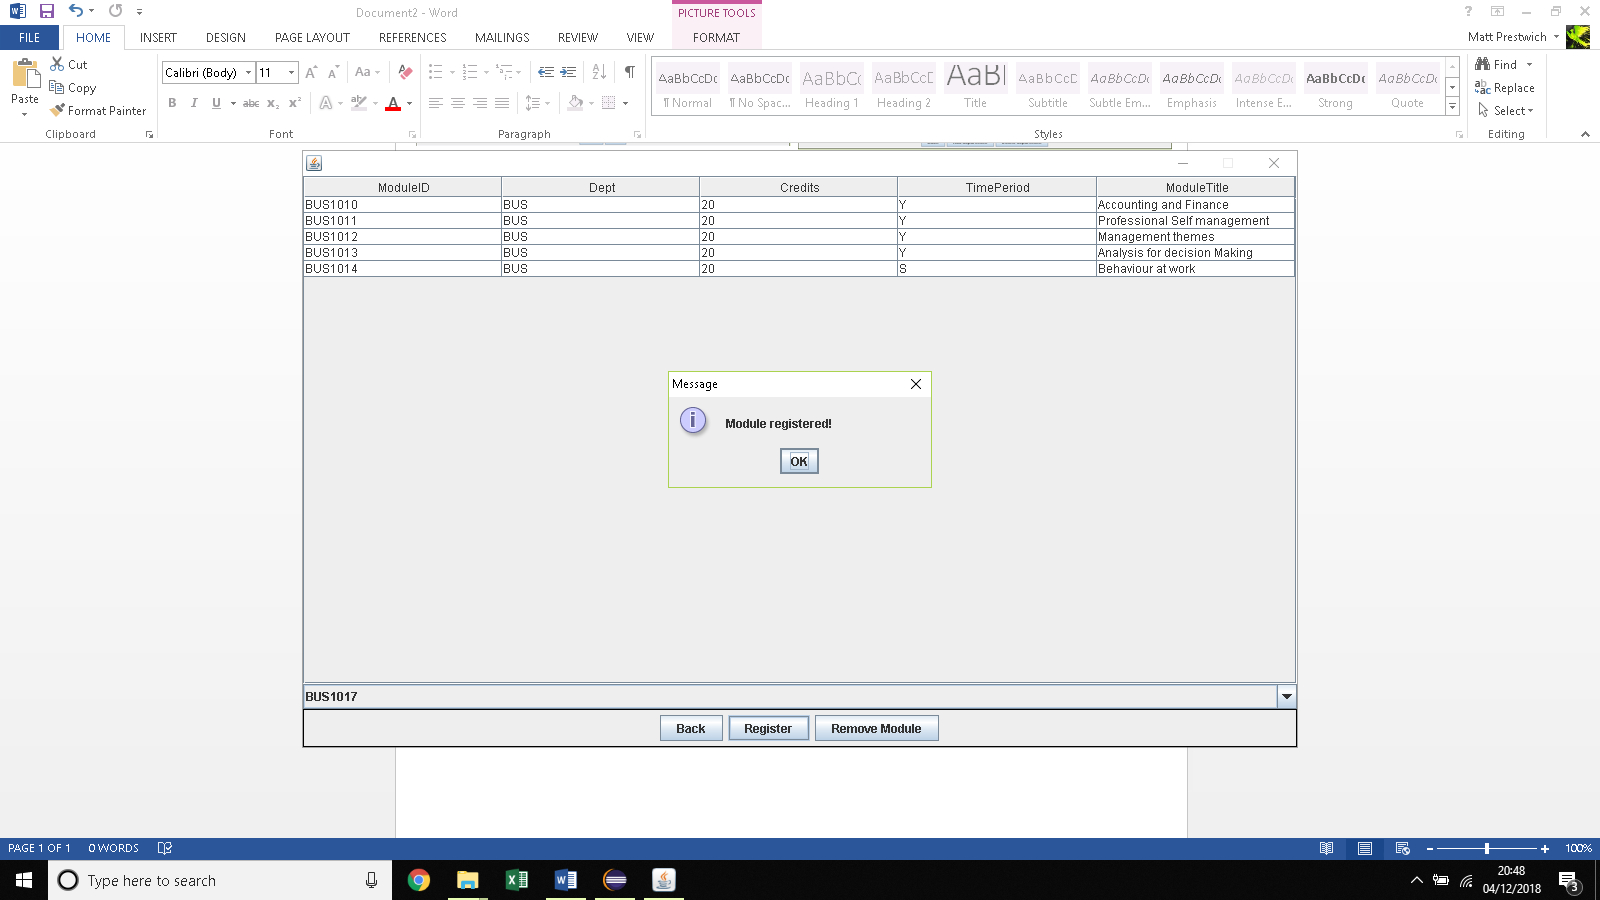 Document2 - Word
PICTURE TOOLS
?
FILE HOME INSERT DESIGN PAGE LAYOUT REFERENCES MAILINGS REVIEW VIEW FORMAT
Matt Prestwich
Paste
Cut
Copy
Format Painter
Clipboard
Calibri (Body) 11
Aa
B I U abc x₂ x²
Font
Paragraph
AaBbCcDc AaBbCcDc AaBbCc AaBbCcD AaBl AaBbCcD AaBbCcDc AaBbCcDc AaBbCcDc AaBbCcDc AaBbCcDc
¶ Normal ¶ No Spac... Heading 1 Heading 2 Title Subtitle Subtle Em... Emphasis Intense E... Strong Quote
Styles
Find
Replace
Select
Editing
ModuleID Dept Credits TimePeriod ModuleTitle
BUS1010 BUS 20 Y Accounting and Finance
BUS1011 BUS 20 Y Professional Self management
BUS1012 BUS 20 Y Management themes
BUS1013 BUS 20 Y Analysis for decision Making
BUS1014 BUS 20 S Behaviour at work
Message
Module registered!
OK
BUS1017
Back Register Remove Module
PAGE 1 OF 1 0 WORDS 100%
Type here to search
20:48
04/12/2018
3